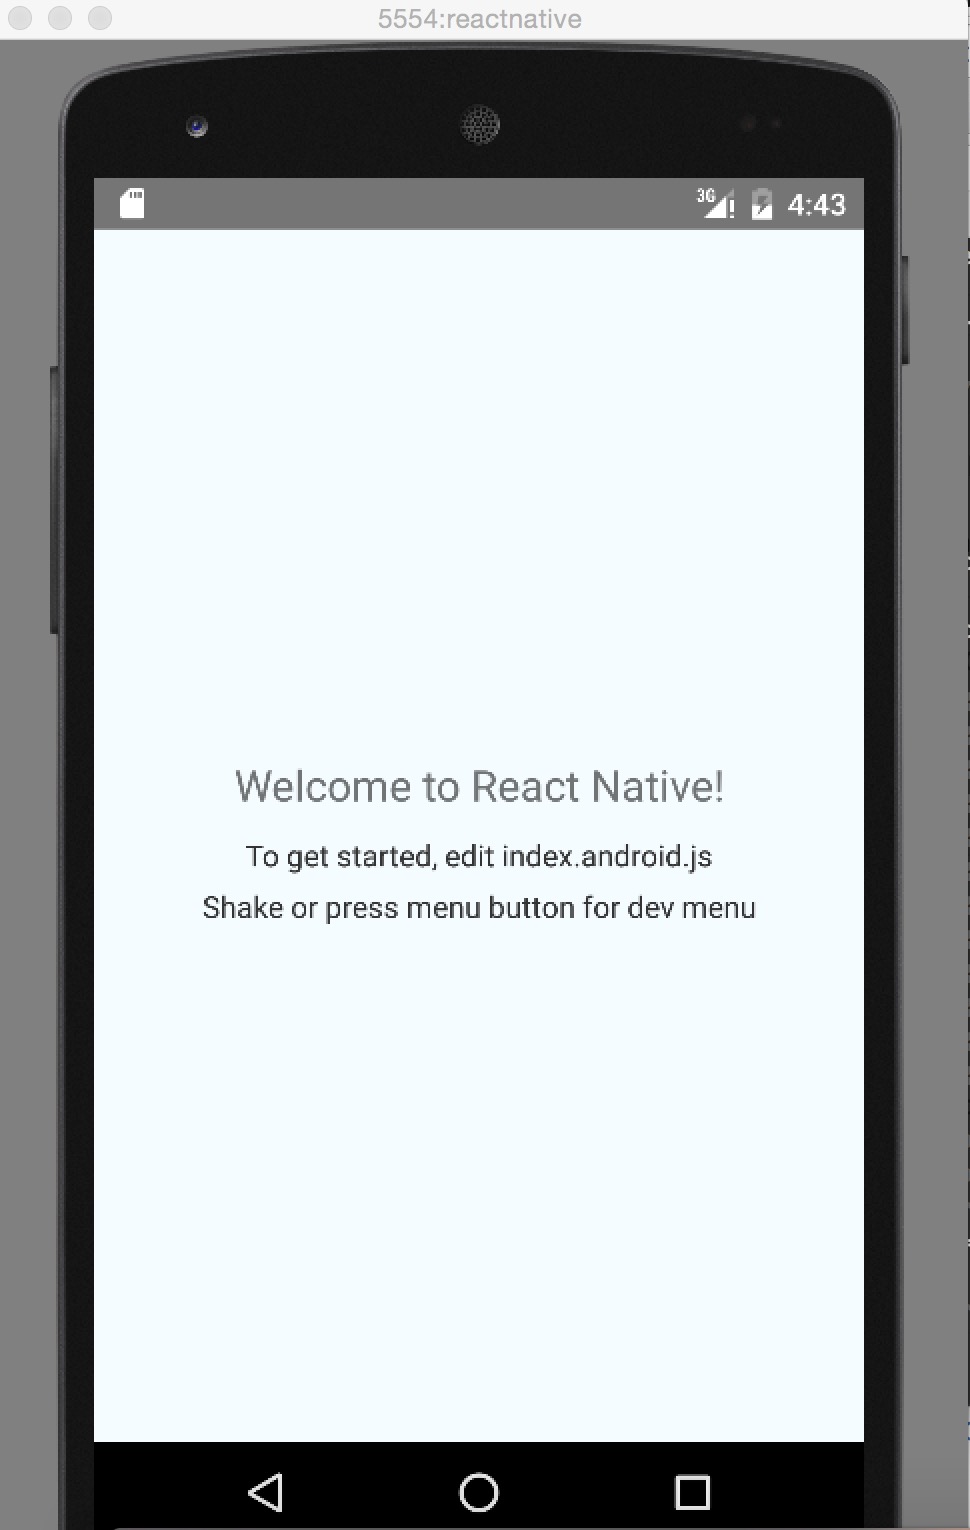 5554:reactnative
3G 4:43
Welcome to React Native!
To get started, edit index.android.js
Shake or press menu button for dev menu